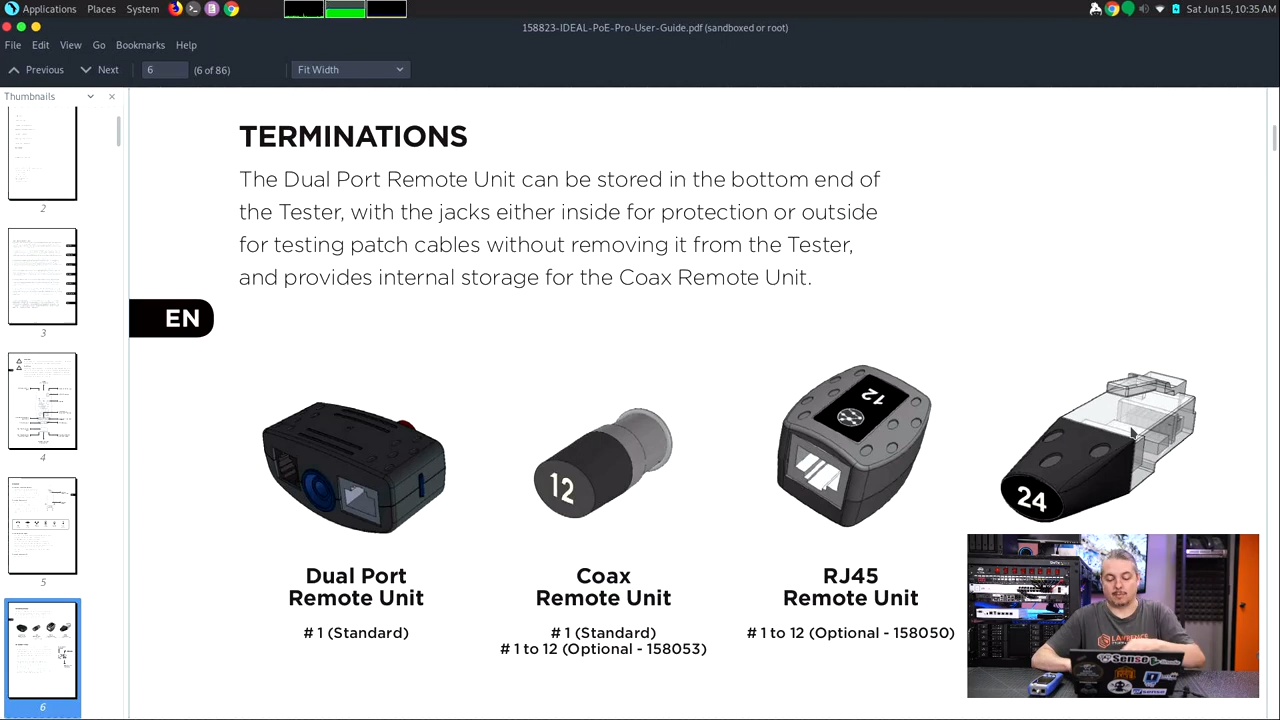 Applications Places System
Sat Jun 15, 10:35 AM
158823-IDEAL-PoE-Pro-User-Guide.pdf (sandboxed or root)
File Edit View Go Bookmarks Help
Previous Next 6 (6 of 86) Fit Width
Thumbnails
2
3
4
5
6
TERMINATIONS
The Dual Port Remote Unit can be stored in the bottom end of
the Tester, with the jacks either inside for protection or outside
for testing patch cables without removing it from the Tester,
and provides internal storage for the Coax Remote Unit.
EN
12
12
24
Dual Port
Remote Unit
# 1 (Standard)
Coax
Remote Unit
# 1 (Standard)
# 1 to 12 (Optional - 158053)
RJ45
Remote Unit
# 1 to 12 (Optional - 158050)
LAWRENCE
Sense